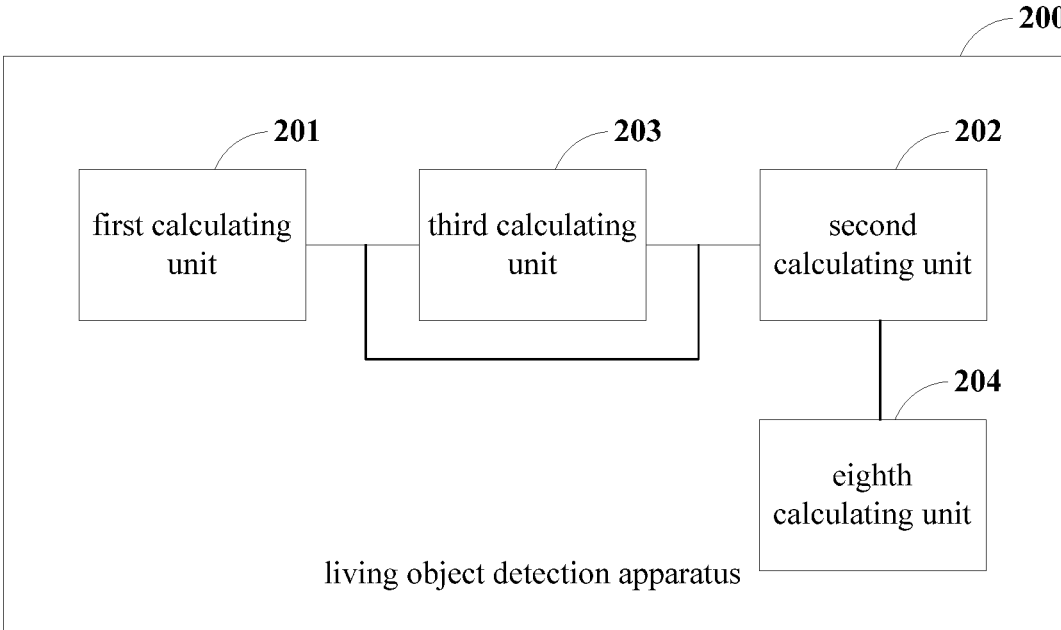 200
201
203
202
first calculating
unit
third calculating
unit
second
calculating unit
204
eighth
calculating unit
living object detection apparatus